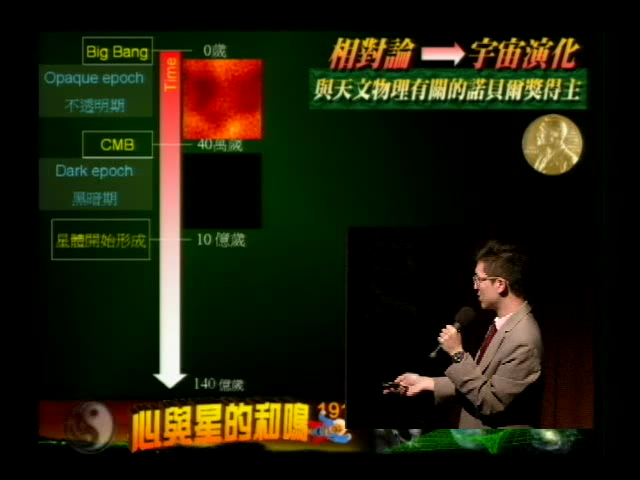 相對論 宇宙演化
與天文物理有關的諾貝爾獎得主
Big Bang
0歲
Time
Opaque epoch
不透明期
CMB
40萬歲
Dark epoch
黑暗期
星體開始形成
10億歲
140億歲
心與星的和鳴